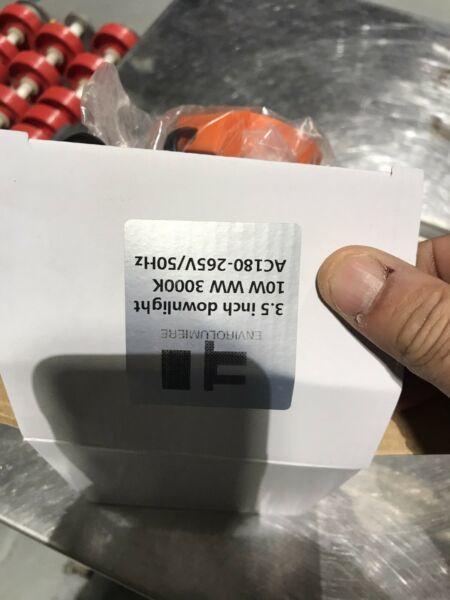 ENVIROLUMIERE
3.5 inch downlight
10W WW 3000K
AC180-265V/50Hz